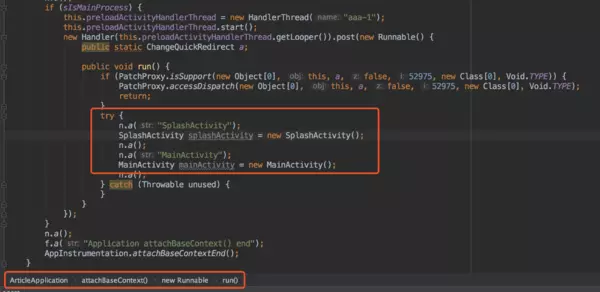 if (sIsMainProcess) {
this.preloadActivityHandlerThread = new HandlerThread( name: "aaa-1");
this.preloadActivityHandlerThread.start();
new Handler(this.preloadActivityHandlerThread.getLooper()).post(new Runnable() {
public static ChangeQuickRedirect a;
public void run() {
if (PatchProxy.isSupport(new Object[0], obj: this, a, z: false, i: 52975, new Class[0], Void.TYPE)) {
PatchProxy.accessDispatch(new Object[0], obj: this, a, z: false, i: 52975, new Class[0], Void.TYPE);
return;
}
try {
n.a( str: "SplashActivity");
SplashActivity splashActivity = new SplashActivity();
n.a();
n.a( str: "MainActivity");
MainActivity mainActivity = new MainActivity();
n.a();
} catch (Throwable unused) {
}
}
});
}
n.a();
f.a( str: "Application attachBaseContext() end");
AppInstrumentation.attachBaseContextEnd();
}
ArticleApplication attachBaseContext() new Runnable run()